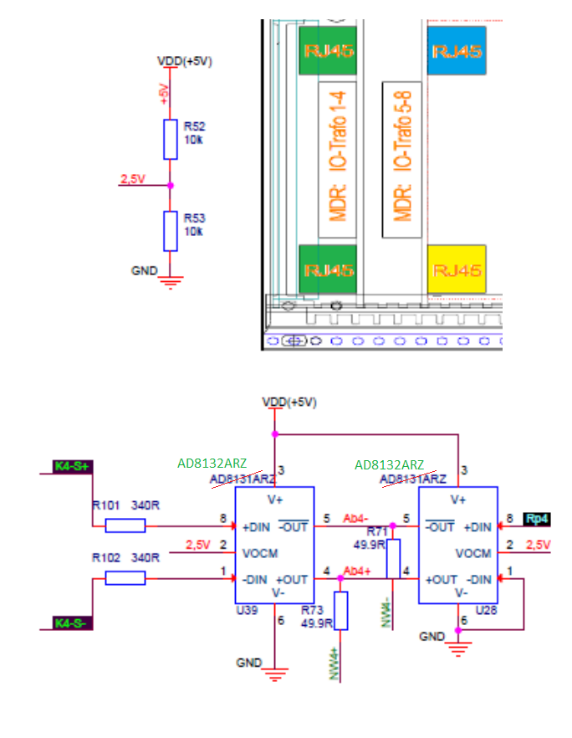 VDD(+5V)
+5V
R52
10k
2,5V
R53
10k
GND
RJ45
RJ45
MDR: IO-Trafo 1-4
MDR: IO-Trafo 5-8
RJ45
RJ45
VDD(+5V)
AD8132ARZ
AD8131ARZ
3
AD8132ARZ
AD8131ARZ
3
K4-S+
R101 340R
8 +DIN
V+
-OUT 5
Ab4-
R71
49.9R
5 -OUT
V+
+DIN 8
Rp4
2,5V
2 VOCM
VOCM 2
2,5V
R102 340R
1 -DIN
+OUT 4
Ab4+
4 +OUT
-DIN 1
V-
V-
U39
6
R73
49.9R
U28
6
K4-S-
NW4-
GND
NW4+
GND